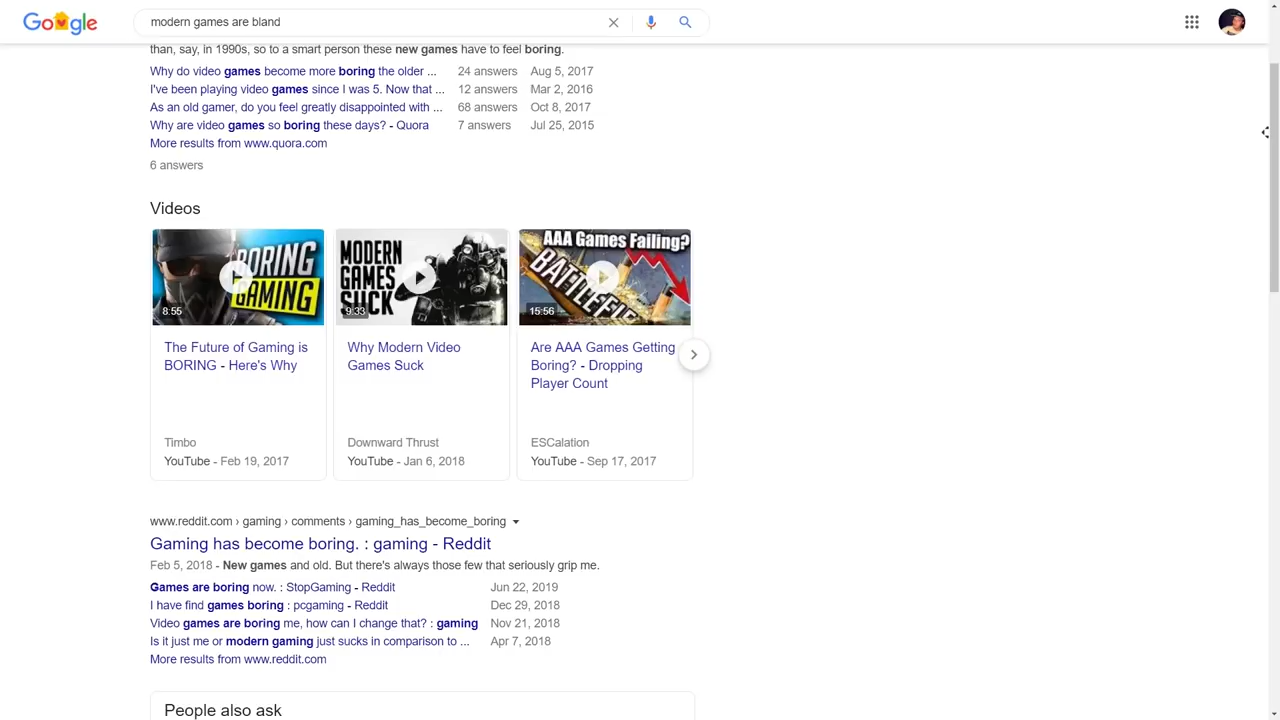 Google
modern games are bland
than, say, in 1990s, so to a smart person these new games have to feel boring.
Why do video games become more boring the older ... 24 answers Aug 5, 2017
I've been playing video games since I was 5. Now that ... 12 answers Mar 2, 2016
As an old gamer, do you feel greatly disappointed with ... 68 answers Oct 8, 2017
Why are video games so boring these days? - Quora 7 answers Jul 25, 2015
More results from www.quora.com
6 answers
Videos
BORING
GAMING
8:55
MODERN
GAMES
SUCK
9:33
AAA Games Failing?
BATTLEFIE
15:56
The Future of Gaming is
BORING - Here's Why
Timbo
YouTube - Feb 19, 2017
Why Modern Video
Games Suck
Downward Thrust
YouTube - Jan 6, 2018
Are AAA Games Getting
Boring? - Dropping
Player Count
ESCalation
YouTube - Sep 17, 2017
www.reddit.com › gaming › comments › gaming_has_become_boring
Gaming has become boring. : gaming - Reddit
Feb 5, 2018 - New games and old. But there's always those few that seriously grip me.
Games are boring now. : StopGaming - Reddit Jun 22, 2019
I have find games boring : pcgaming - Reddit Dec 29, 2018
Video games are boring me, how can I change that? : gaming Nov 21, 2018
Is it just me or modern gaming just sucks in comparison to ... Apr 7, 2018
More results from www.reddit.com
People also ask